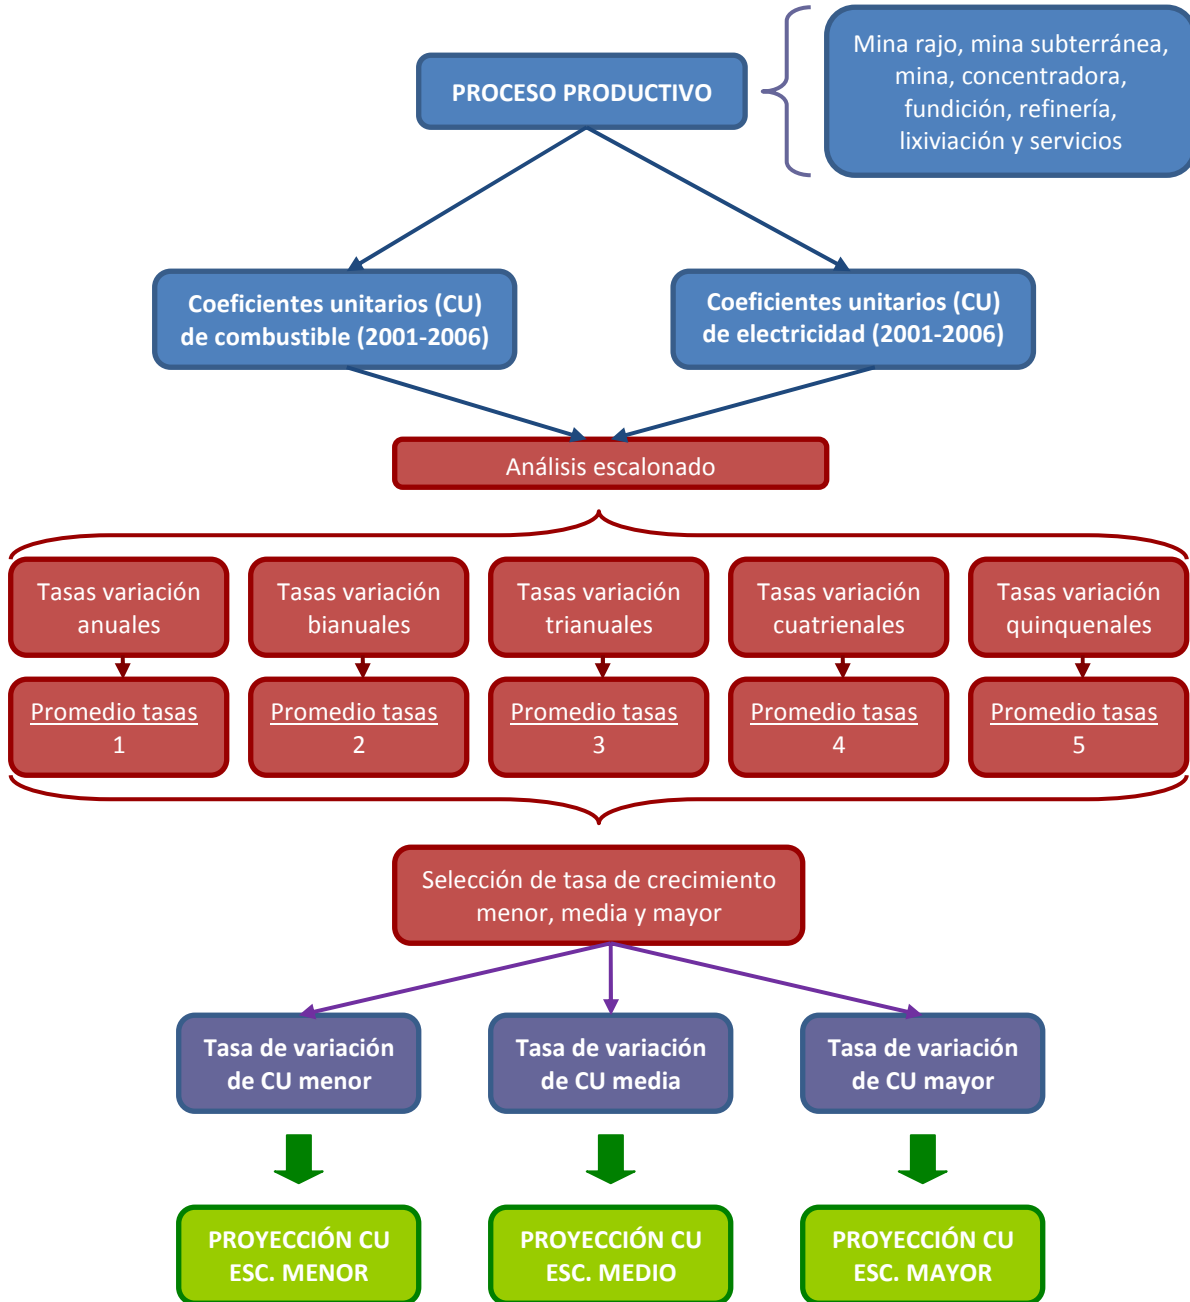 Mina rajo, mina subterránea,
mina, concentradora,
fundición, refinería,
lixiviación y servicios
PROCESO PRODUCTIVO
Coeficientes unitarios (CU)
de combustible (2001-2006)
Coeficientes unitarios (CU)
de electricidad (2001-2006)
Análisis escalonado
Tasas variación
anuales
Tasas variación
bianuales
Tasas variación
trianuales
Tasas variación
cuatrienales
Tasas variación
quinquenales
Promedio tasas
1
Promedio tasas
2
Promedio tasas
3
Promedio tasas
4
Promedio tasas
5
Selección de tasa de crecimiento
menor, media y mayor
Tasa de variación
de CU menor
Tasa de variación
de CU media
Tasa de variación
de CU mayor
PROYECCIÓN CU
ESC. MENOR
PROYECCIÓN CU
ESC. MEDIO
PROYECCIÓN CU
ESC. MAYOR